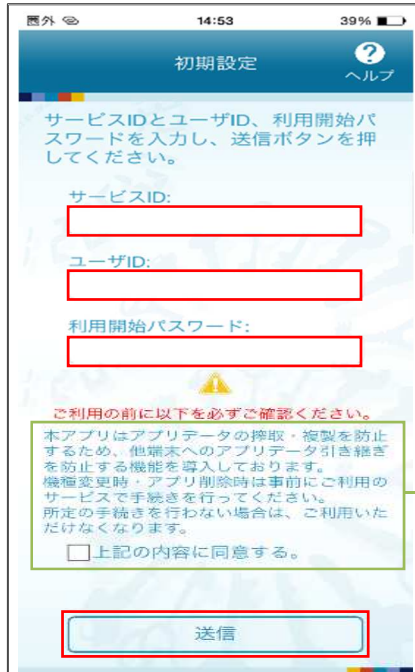 圏外
14:53
39%
初期設定
?
ヘルプ
サービスIDとユーザID、利用開始パ
スワードを入力し、送信ボタンを押
してください。
サービスID:
ユーザID:
利用開始パスワード:
ご利用の前に以下を必ずご確認ください。
本アプリはアプリデータの搾取・複製を防止
するため、他端末へのアプリデータ引き継ぎ
を防止する機能を導入しております。
機種変更時・アプリ削除時は事前にご利用の
サービスで手続きを行ってください。
所定の手続きを行わない場合は、ご利用いた
だけなくなります。
上記の内容に同意する。
送信